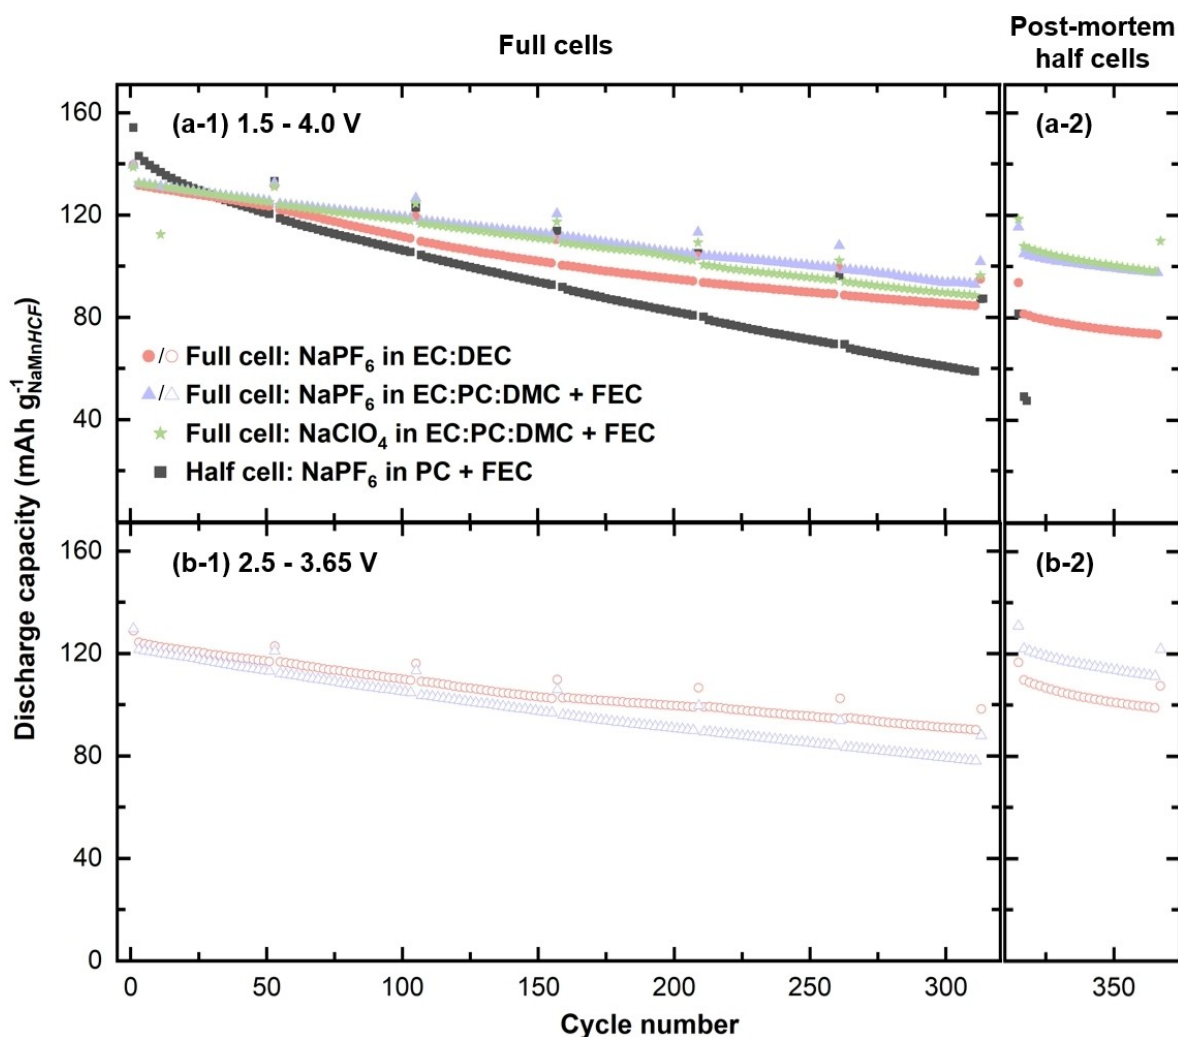 Full cells
Post-mortem
half cells
(a-1) 1.5 - 4.0 V
(a-2)
160
120
80
40
●/○ Full cell: NaPF6 in EC:DEC
▲/△ Full cell: NaPF6 in EC:PC:DMC + FEC
★ Full cell: NaClO4 in EC:PC:DMC + FEC
■ Half cell: NaPF6 in PC + FEC
Discharge capacity (mAh g-1NaMnHCF)
(b-1) 2.5 - 3.65 V
(b-2)
160
120
80
40
0
0 50 100 150 200 250 300 350
Cycle number